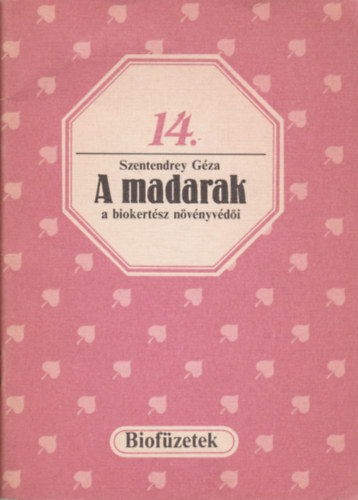 14.
Szentendrey Géza
A madarak
a biokertész növényvédői
Biofüzetek